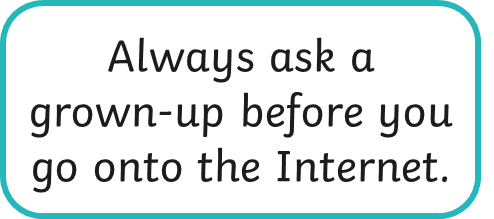 Always ask a
grown-up before you
go onto the Internet.